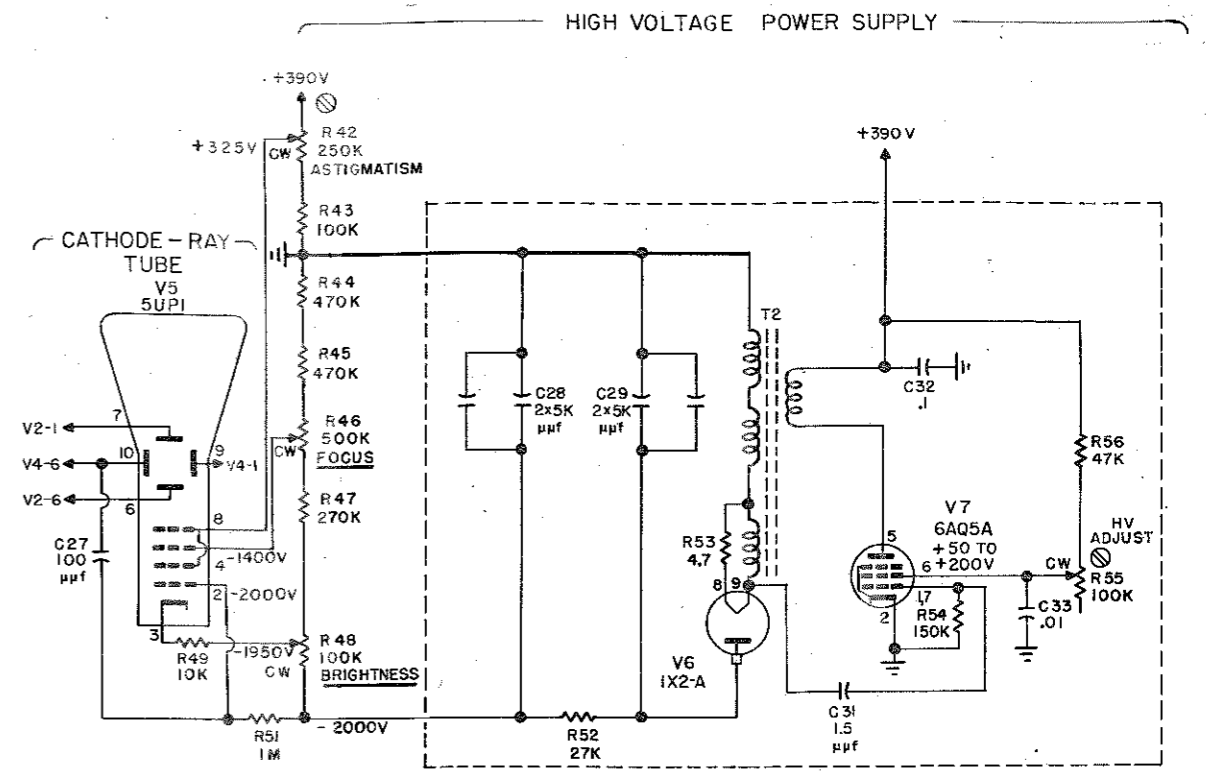 HIGH VOLTAGE POWER SUPPLY
+390V
+325V
CW
R42
250K
ASTIGMATISM
R43
100K
CATHODE-RAY
TUBE
V5
5UPI
R44
470K
R45
470K
R46
500K
FOCUS
CW
R47
270K
7
V2-1
10
V4-6
9
V4-1
V2-6
6
8
C27
100
µµf
-1400V
4
2
-2000V
3
R49
10K
-1950V
CW
R48
100K
BRIGHTNESS
R51
1M
-2000V
C28
2x5K
µµf
C29
2x5K
µµf
T2
R53
4.7
8 9
V6
1X2-A
R52
27K
C31
1.5
µµf
+390V
C32
.1
R56
47K
V7
6AQ5A
+50 TO
+200V
5
6
1,7
2
R54
150K
HV
ADJUST
CW
R55
100K
C33
.01